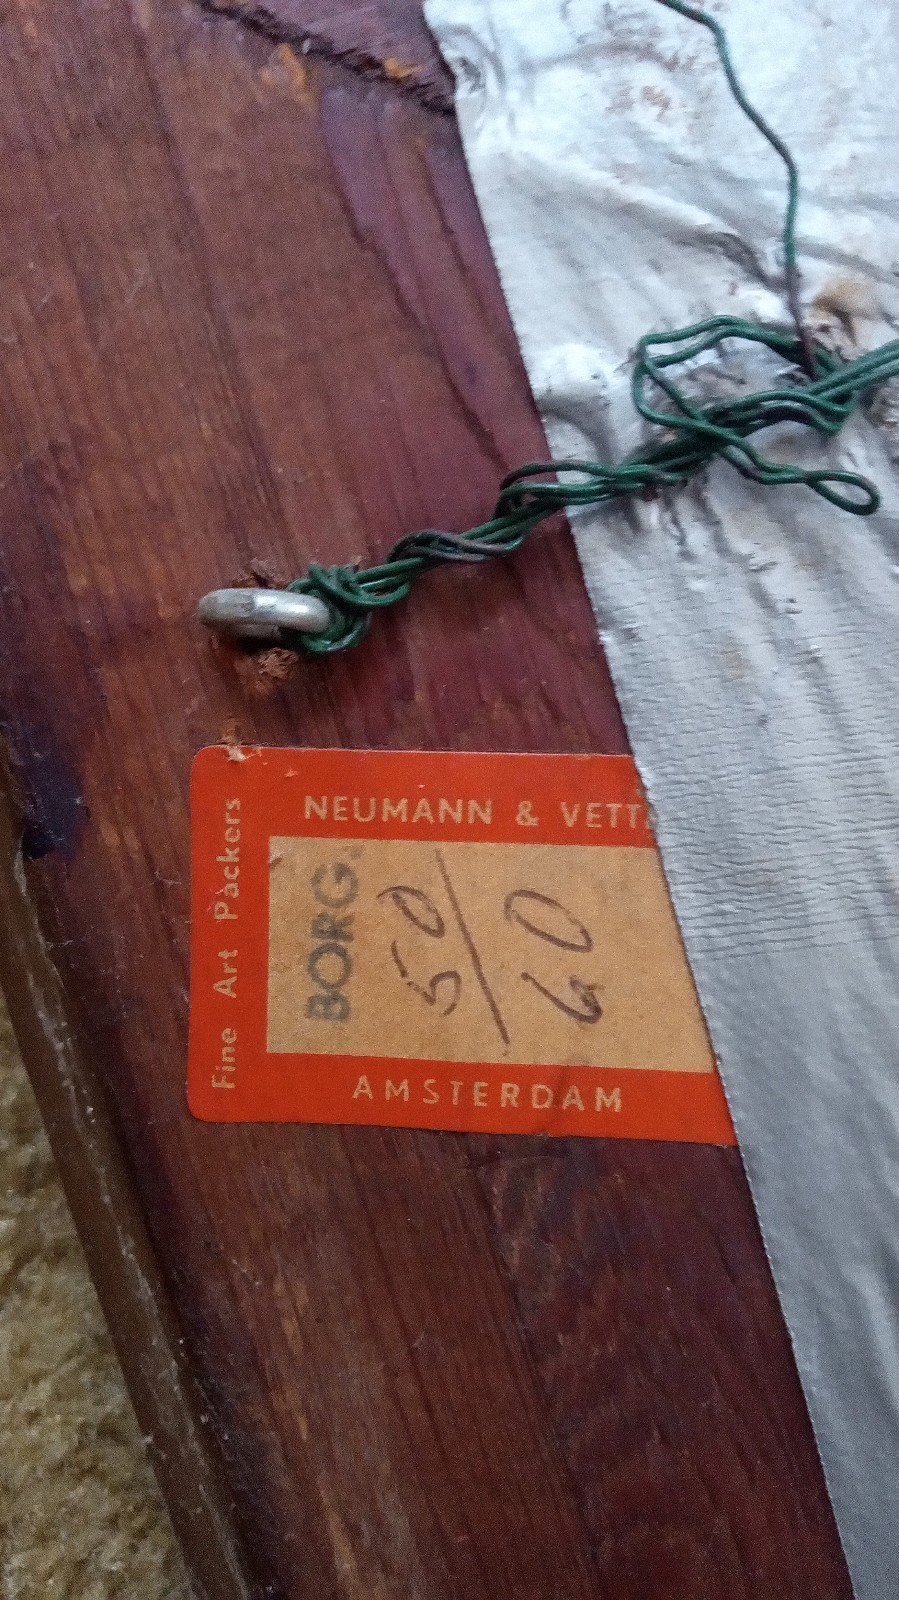 NEUMANN & VETT
Fine Art Packers
BORG.
50/60
AMSTERDAM